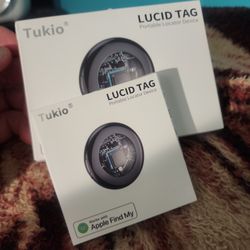 Tukio®
LUCID TAG
Portable Locator Device
Tukio®
LUCID TAG
Portable Locator Device
Works with
Apple Find My